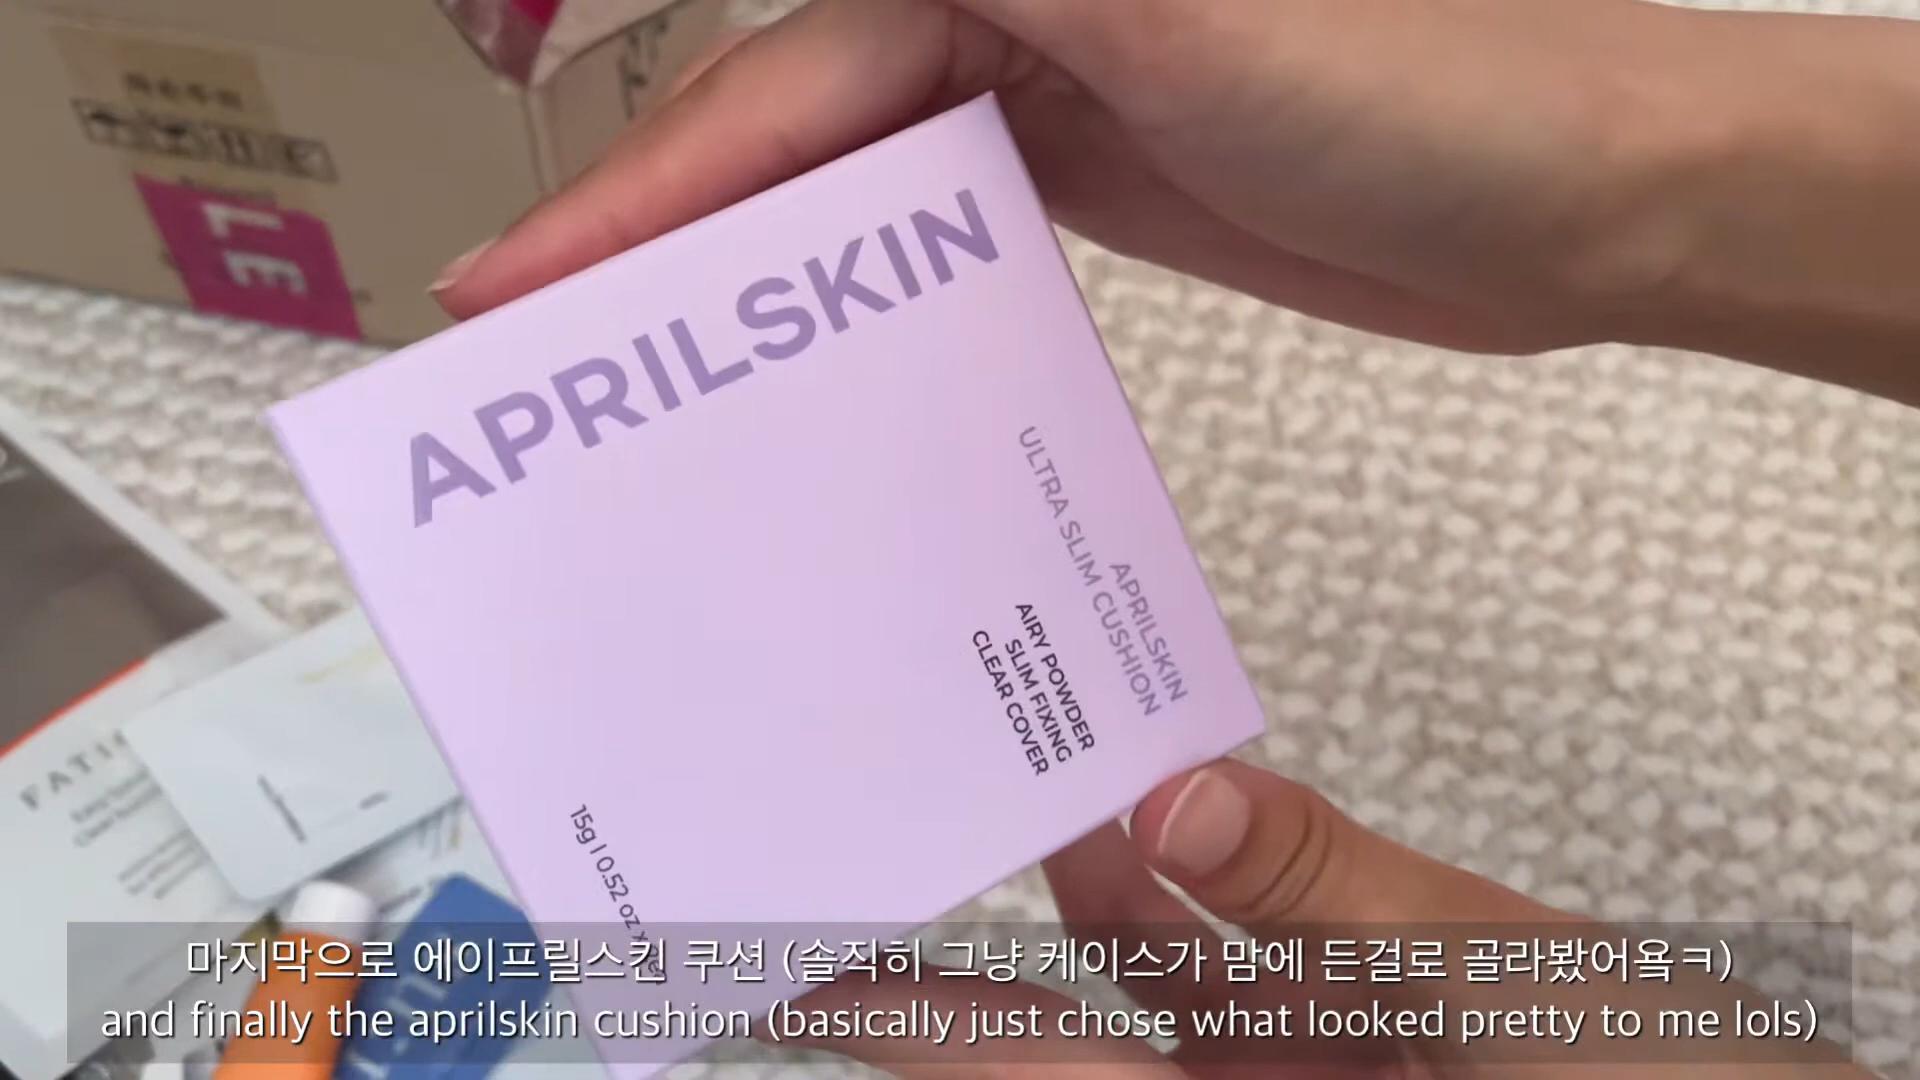 LE
APRILSKIN
APRILSKIN
ULTRA SLIM CUSHION
AIRY POWDER
SLIM FIXING
CLEAR COVER
15g | 0.52 oz
마지막으로 에이프릴스킨 쿠션 (솔직히 그냥 케이스가 맘에 든걸로 골라봤어욬ㅋ)
and finally the aprilskin cushion (basically just chose what looked pretty to me lols)